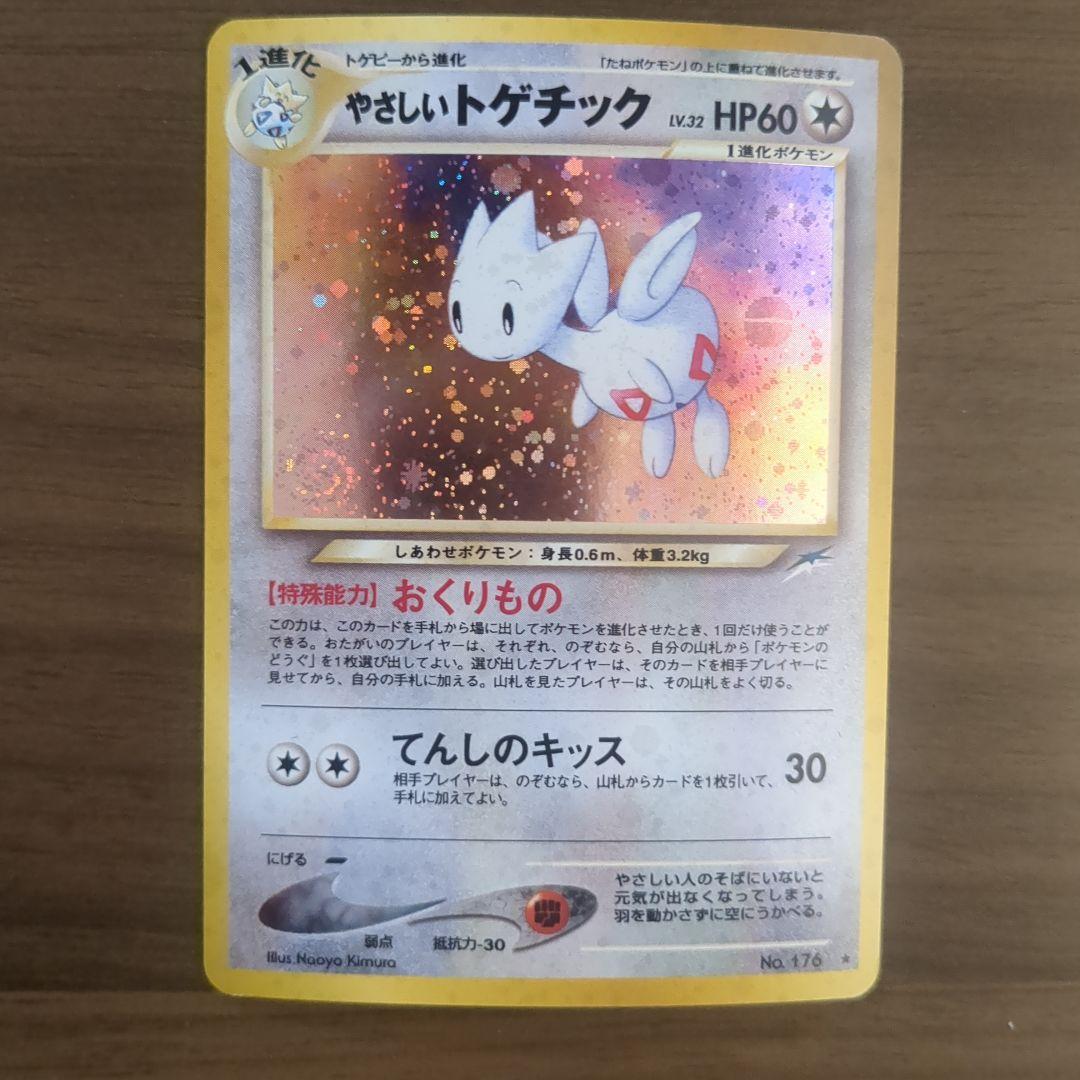 1進化
トゲピーから進化
「たねポケモン」の上に重ねて進化させます。
やさしいトゲチック LV.32 HP60
1進化ポケモン
しあわせポケモン：身長0.6m、体重3.2kg
【特殊能力】おくりもの
この力は、このカードを手札から場に出してポケモンを進化させたとき、1回だけ使うことが
できる。おたがいのプレイヤーは、それぞれ、のぞむなら、自分の山札から「ポケモンの
どうぐ」を1枚選び出してよい。選び出したプレイヤーは、そのカードを相手プレイヤーに
見せてから、自分の手札に加える。山札を見たプレイヤーは、その山札をよく切る。
てんしのキッス 30
相手プレイヤーは、のぞむなら、山札からカードを1枚引いて、
手札に加えてよい。
にげる
弱点 抵抗力-30
やさしい人のそばにいないと
元気が出なくなってしまう。
羽を動かさずに空にうかべる。
Illus.Naoyo Kimura
No. 176 ★